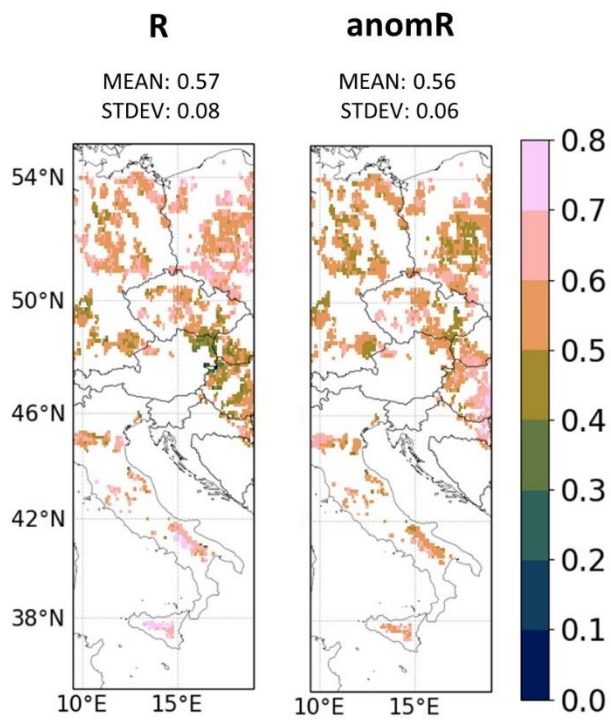 R
anomR
MEAN: 0.57
STDEV: 0.08
MEAN: 0.56
STDEV: 0.06
54°N
50°N
46°N
42°N
38°N
10°E
15°E
10°E
15°E
0.8
0.7
0.6
0.5
0.4
0.3
0.2
0.1
0.0